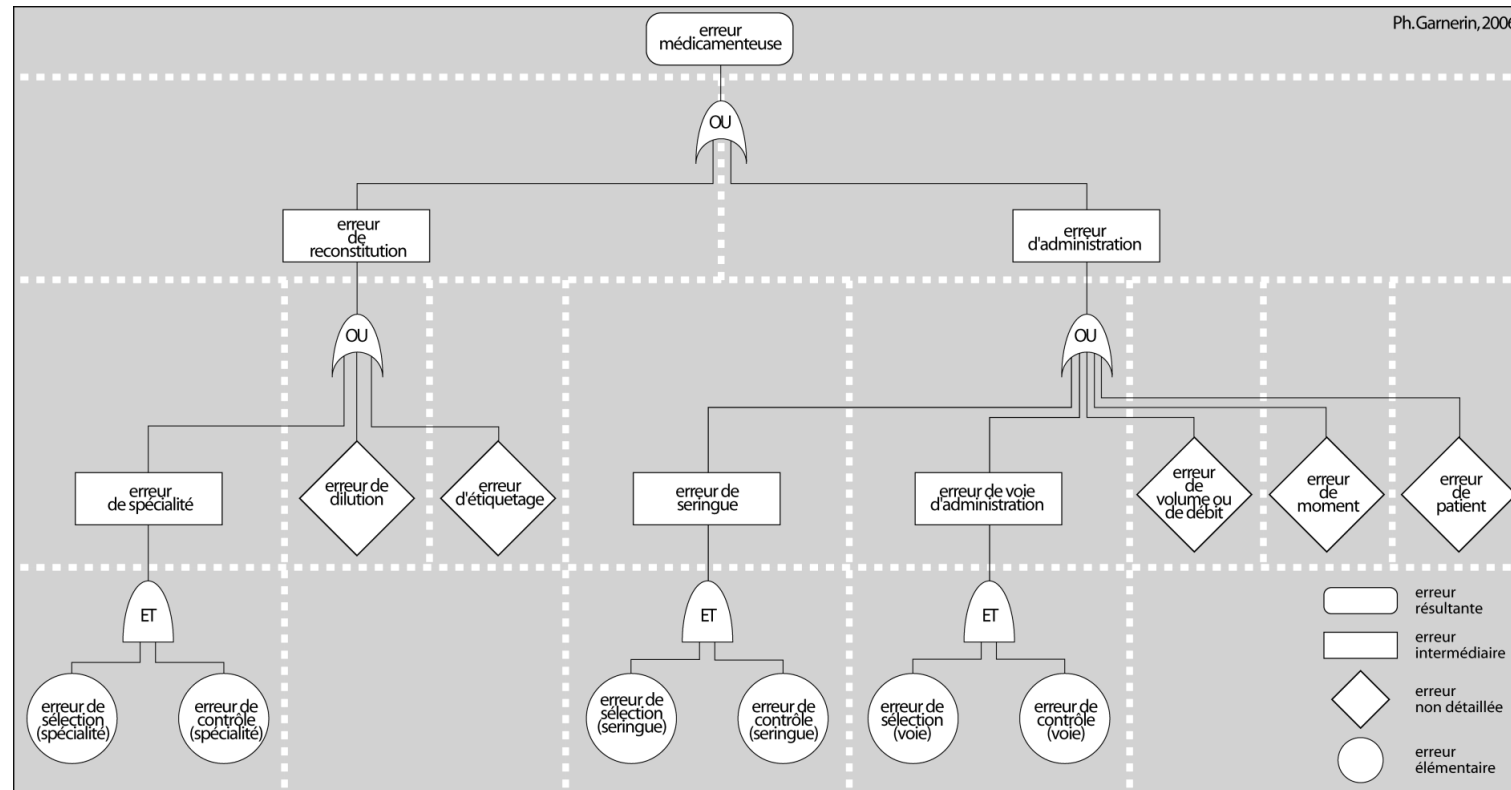 Ph. Garnerin, 2006
erreur
médicamenteuse
OU
erreur
de
reconstitution
erreur
d'administration
OU
OU
erreur
de spécialité
erreur de
dilution
erreur
d'étiquetage
erreur de
seringue
erreur de voie
d'administration
erreur
de
volume ou
de débit
erreur
de
moment
erreur
de
patient
ET
ET
ET
erreur de
sélection
(spécialité)
erreur de
contrôle
(spécialité)
erreur de
sélection
(seringue)
erreur de
contrôle
(seringue)
erreur de
sélection
(voie)
erreur de
contrôle
(voie)
erreur
résultante
erreur
intermédiaire
erreur
non détaillée
erreur
élémentaire